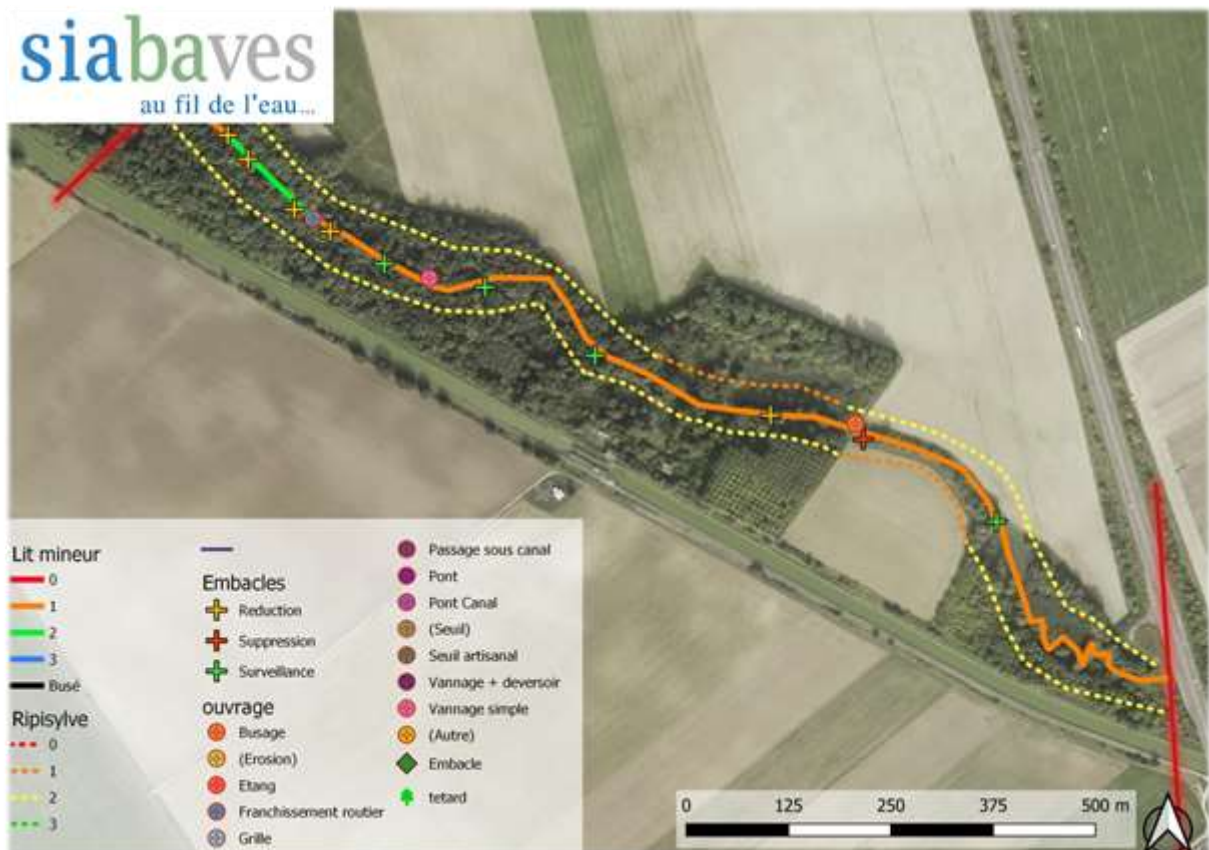 siabaves
au fil de l'eau...
Lit mineur
0
1
2
3
Busé
Ripisylve
0
1
2
3
Embacles
Reduction
Suppression
Surveillance
ouvrage
Busage
(Erosion)
Etang
Franchissement routier
Grille
Passage sous canal
Pont
Pont Canal
(Seuil)
Seuil artisanal
Vannage + deversoir
Vannage simple
(Autre)
Embacle
tetard
0 125 250 375 500 m